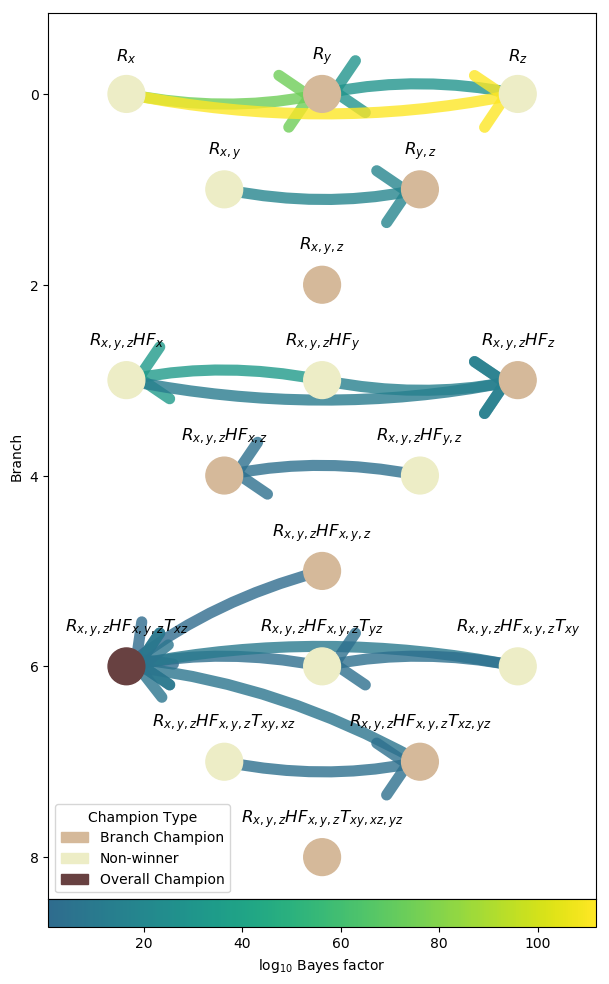 R_x R_y R_z
0
R_{x,y} R_{y,z}
R_{x,y,z}
2
R_{x,y,z}HF_x R_{x,y,z}HF_y R_{x,y,z}HF_z
R_{x,y,z}HF_{x,z} R_{x,y,z}HF_{y,z}
4
Branch
R_{x,y,z}HF_{x,y,z}
R_{x,y,z}HF_{x,y,z}T_{xz} R_{x,y,z}HF_{x,y,z}T_{yz} R_{x,y,z}HF_{x,y,z}T_{xy}
6
R_{x,y,z}HF_{x,y,z}T_{xy,xz} R_{x,y,z}HF_{x,y,z}T_{xz,yz}
R_{x,y,z}HF_{x,y,z}T_{xy,xz,yz}
Champion Type
Branch Champion
Non-winner
Overall Champion
8
20 40 60 80 100
log_{10} Bayes factor